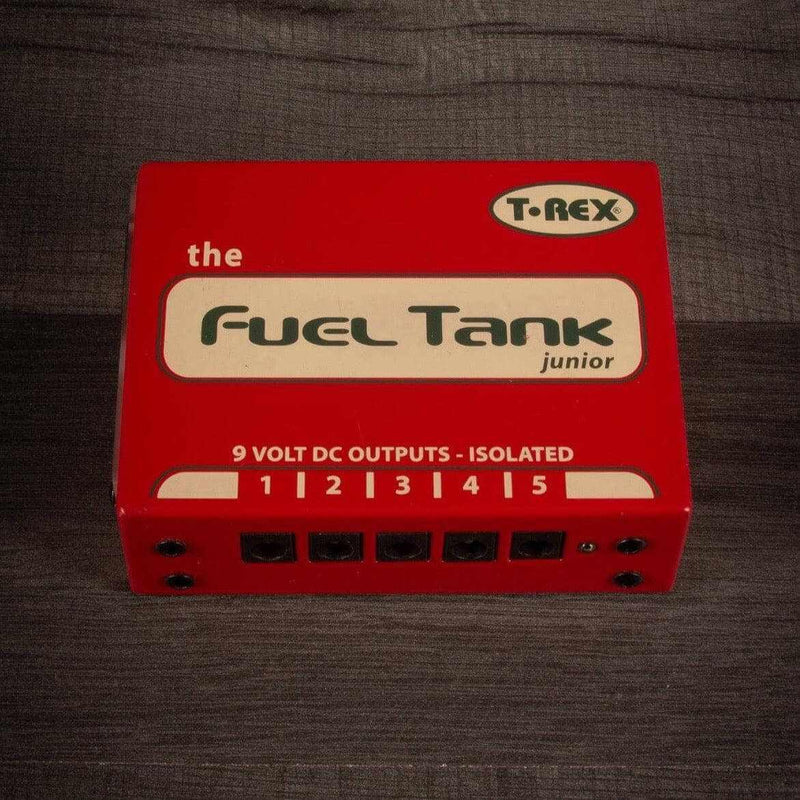 T•REX®
the
Fuel Tank
junior
9 VOLT DC OUTPUTS - ISOLATED
1 | 2 | 3 | 4 | 5